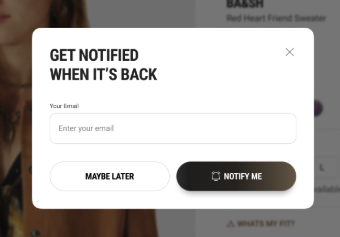 BA&SH
Red Heart Friend Sweater
GET NOTIFIED
WHEN IT'S BACK
Your Email
Enter your email
MAYBE LATER
NOTIFY ME
L
WHATS MY FIT?